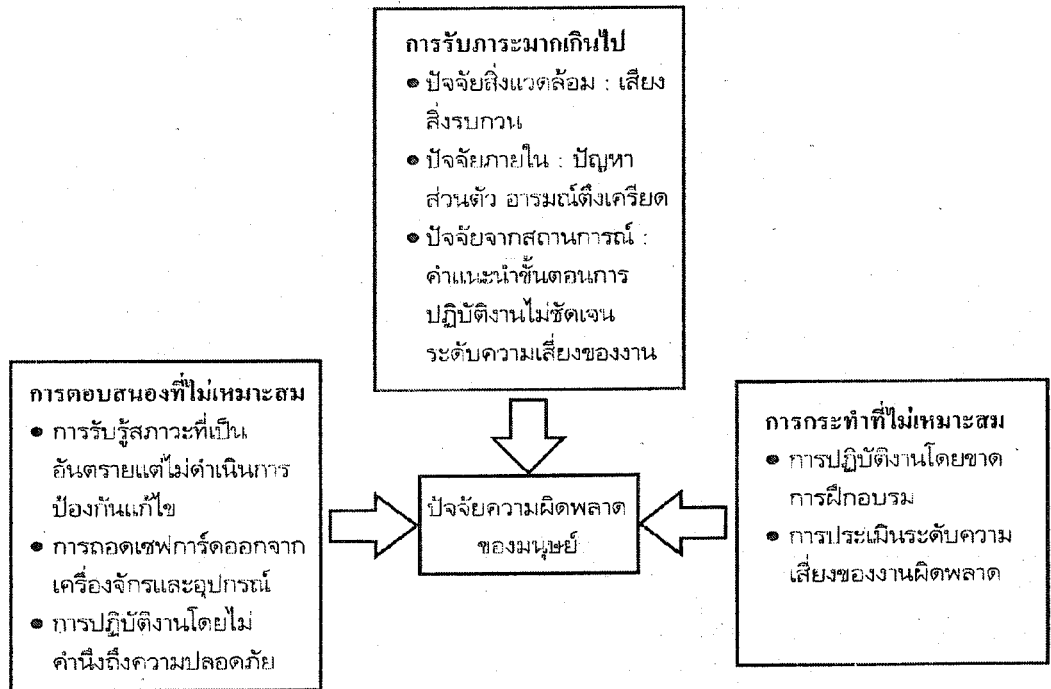 การรับภาระมากเกินไป
● ปัจจัยสิ่งแวดล้อม : เสียง
สิ่งรบกวน
● ปัจจัยภายใน : ปัญหา
ส่วนตัว อารมณ์ตึงเครียด
● ปัจจัยจากสถานการณ์ :
คำแนะนำขั้นตอนการ
ปฏิบัติงานไม่ชัดเจน
ระดับความเสี่ยงของงาน
การตอบสนองที่ไม่เหมาะสม
● การรับรู้สภาวะที่เป็น
อันตรายแต่ไม่ดำเนินการ
ป้องกันแก้ไข
● การถอดเซฟการ์ดออกจาก
เครื่องจักรและอุปกรณ์
● การปฏิบัติงานโดยไม่
คำนึงถึงความปลอดภัย
ปัจจัยความผิดพลาด
ของมนุษย์
การกระทำที่ไม่เหมาะสม
● การปฏิบัติงานโดยขาด
การฝึกอบรม
● การประเมินระดับความ
เสี่ยงของงานผิดพลาด